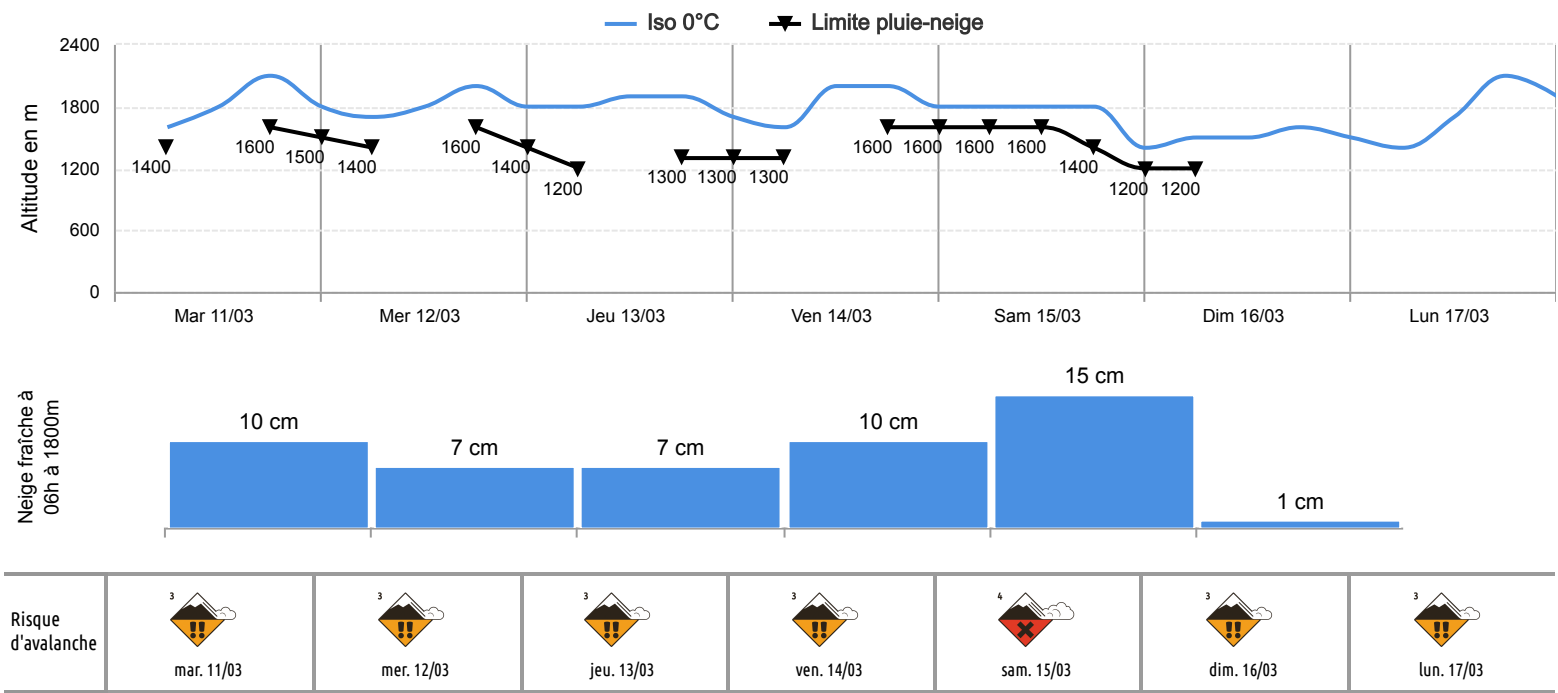 Iso 0°C
Limite pluie-neige
Altitude en m
2400
1800
1200
600
0
1400
1600
1500
1400
1600
1400
1200
1300
1300
1300
1600
1600
1600
1600
1400
1200
1200
Mar 11/03
Mer 12/03
Jeu 13/03
Ven 14/03
Sam 15/03
Dim 16/03
Lun 17/03
Neige fraîche à
06h à 1800m
10 cm
7 cm
7 cm
10 cm
15 cm
1 cm
Risque
d'avalanche
3
!!
mar. 11/03
3
!!
mer. 12/03
3
!!
jeu. 13/03
3
!!
ven. 14/03
4
sam. 15/03
3
!!
dim. 16/03
3
!!
lun. 17/03